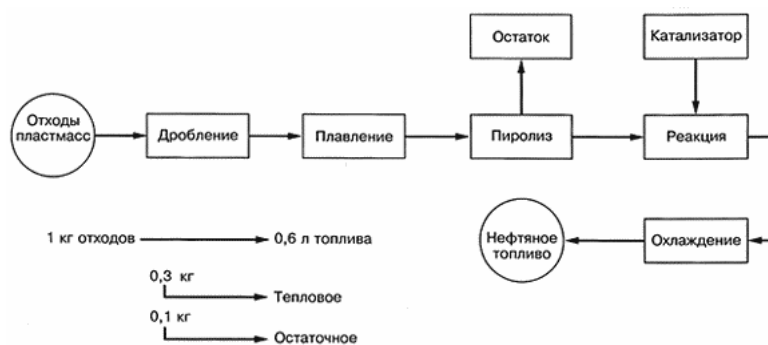 Остаток
Катализатор
Отходы
пластмасс
Дробление
Плавление
Пиролиз
Реакция
1 кг отходов
0,6 л топлива
Нефтяное
топливо
Охлаждение
0,3 кг
Тепловое
0,1 кг
Остаточное